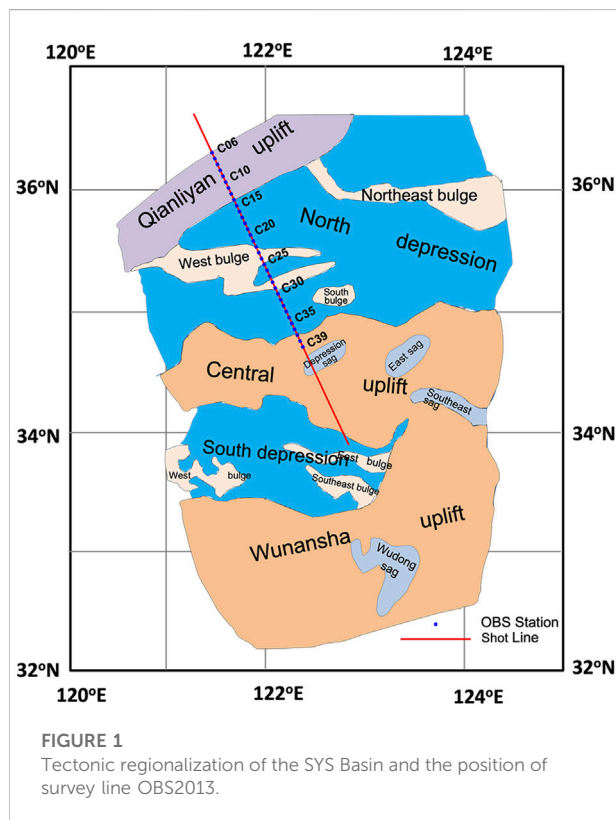 120°E
122°E
124°E
C06
uplift
C10
Qianliyan
36°N
36°N
C15
Northeast bulge
C20
North
depression
West bulge
C25
C30
South
bulge
C35
C39
Depression
sag
East sag
Central
uplift
Southeast
sag
34°N
34°N
South depression
East bulge
West
bulge
Southeast bulge
uplift
Wunansha
Wudong
sag
OBS Station
Shot Line
32°N
32°N
120°E
122°E
124°E
FIGURE 1
Tectonic regionalization of the SYS Basin and the position of
survey line OBS2013.